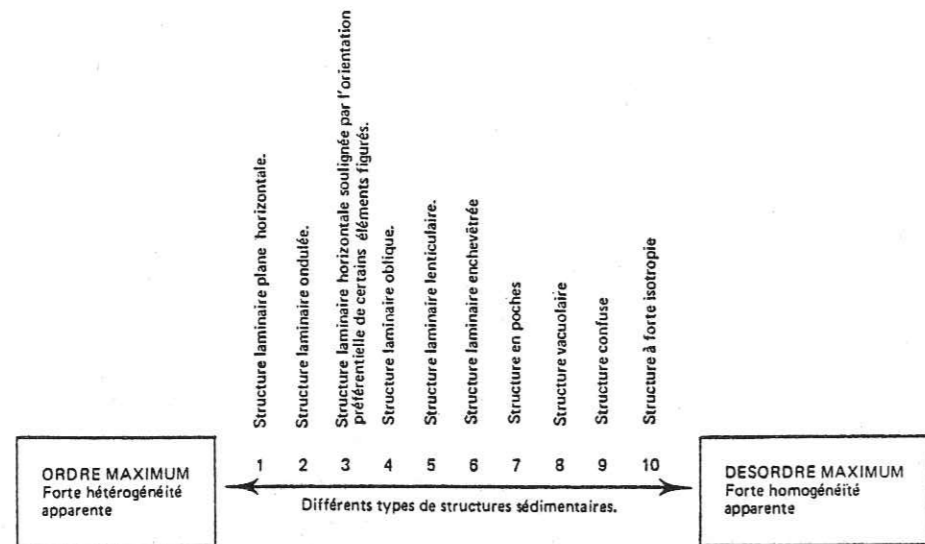 Structure laminaire plane horizontale.
Structure laminaire ondulée.
Structure laminaire horizontale soulignée par l'orientation
préférentielle de certains éléments figurés.
Structure laminaire oblique.
Structure laminaire lenticulaire.
Structure laminaire enchevêtrée
Structure en poches
Structure vacuolaire
Structure confuse
Structure à forte isotropie
ORDRE MAXIMUM
Forte hétérogénéité
apparente
1 2 3 4 5 6 7 8 9 10
Différents types de structures sédimentaires.
DESORDRE MAXIMUM
Forte homogénéïté
apparente